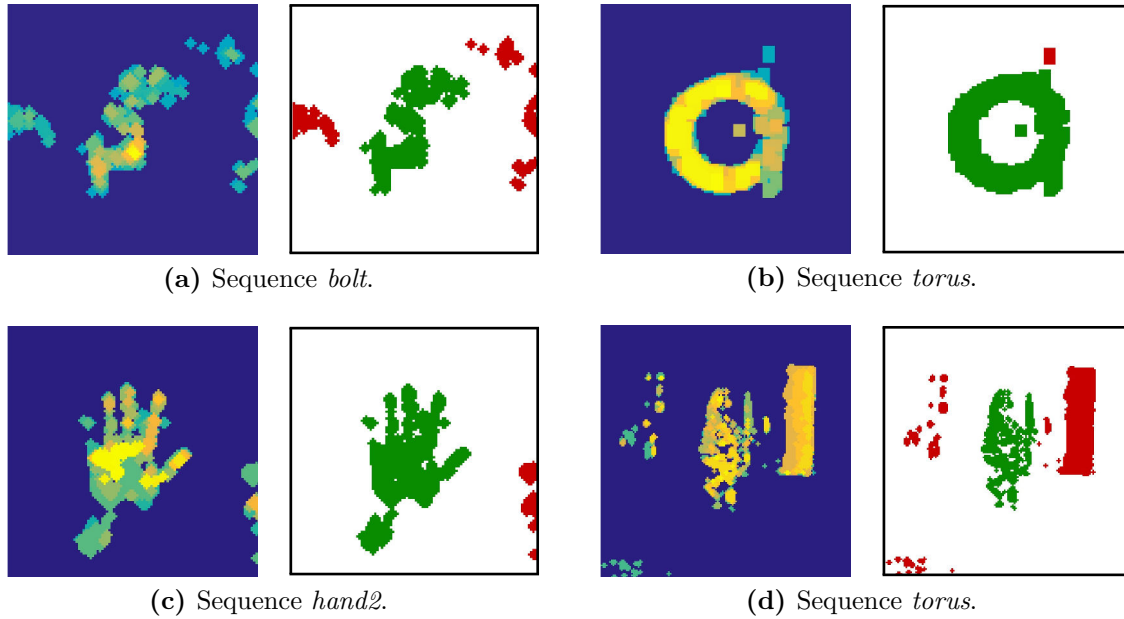 (a) Sequence bolt.
(b) Sequence torus.
(c) Sequence hand2.
(d) Sequence torus.